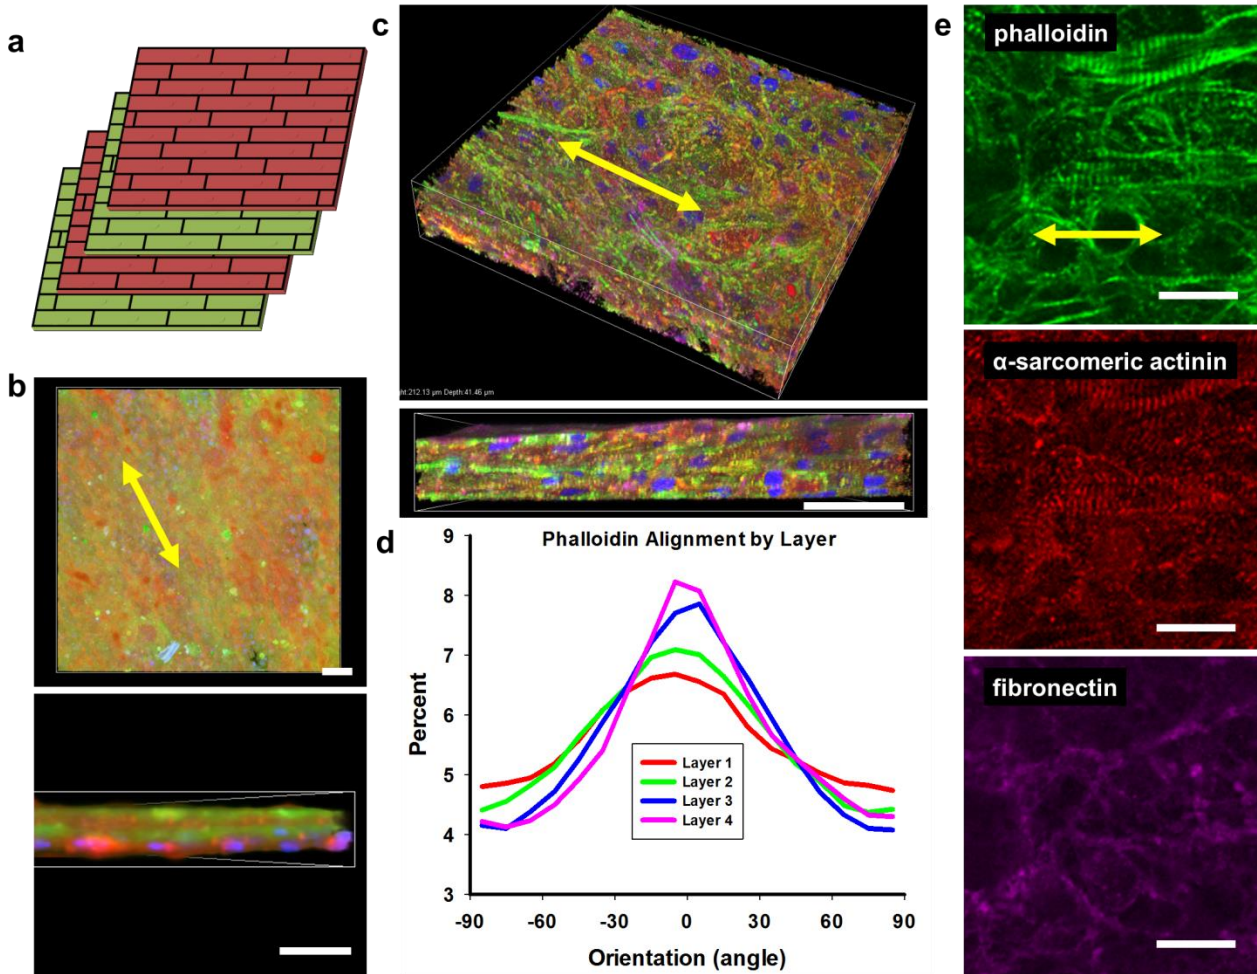 a
b
c
ht:212.13 µm Depth:41.46 µm
d
Phalloidin Alignment by Layer
9
8
7
6
5
4
3
Percent
Layer 1
Layer 2
Layer 3
Layer 4
-90 -60 -30 0 30 60 90
Orientation (angle)
e
phalloidin
α-sarcomeric actinin
fibronectin